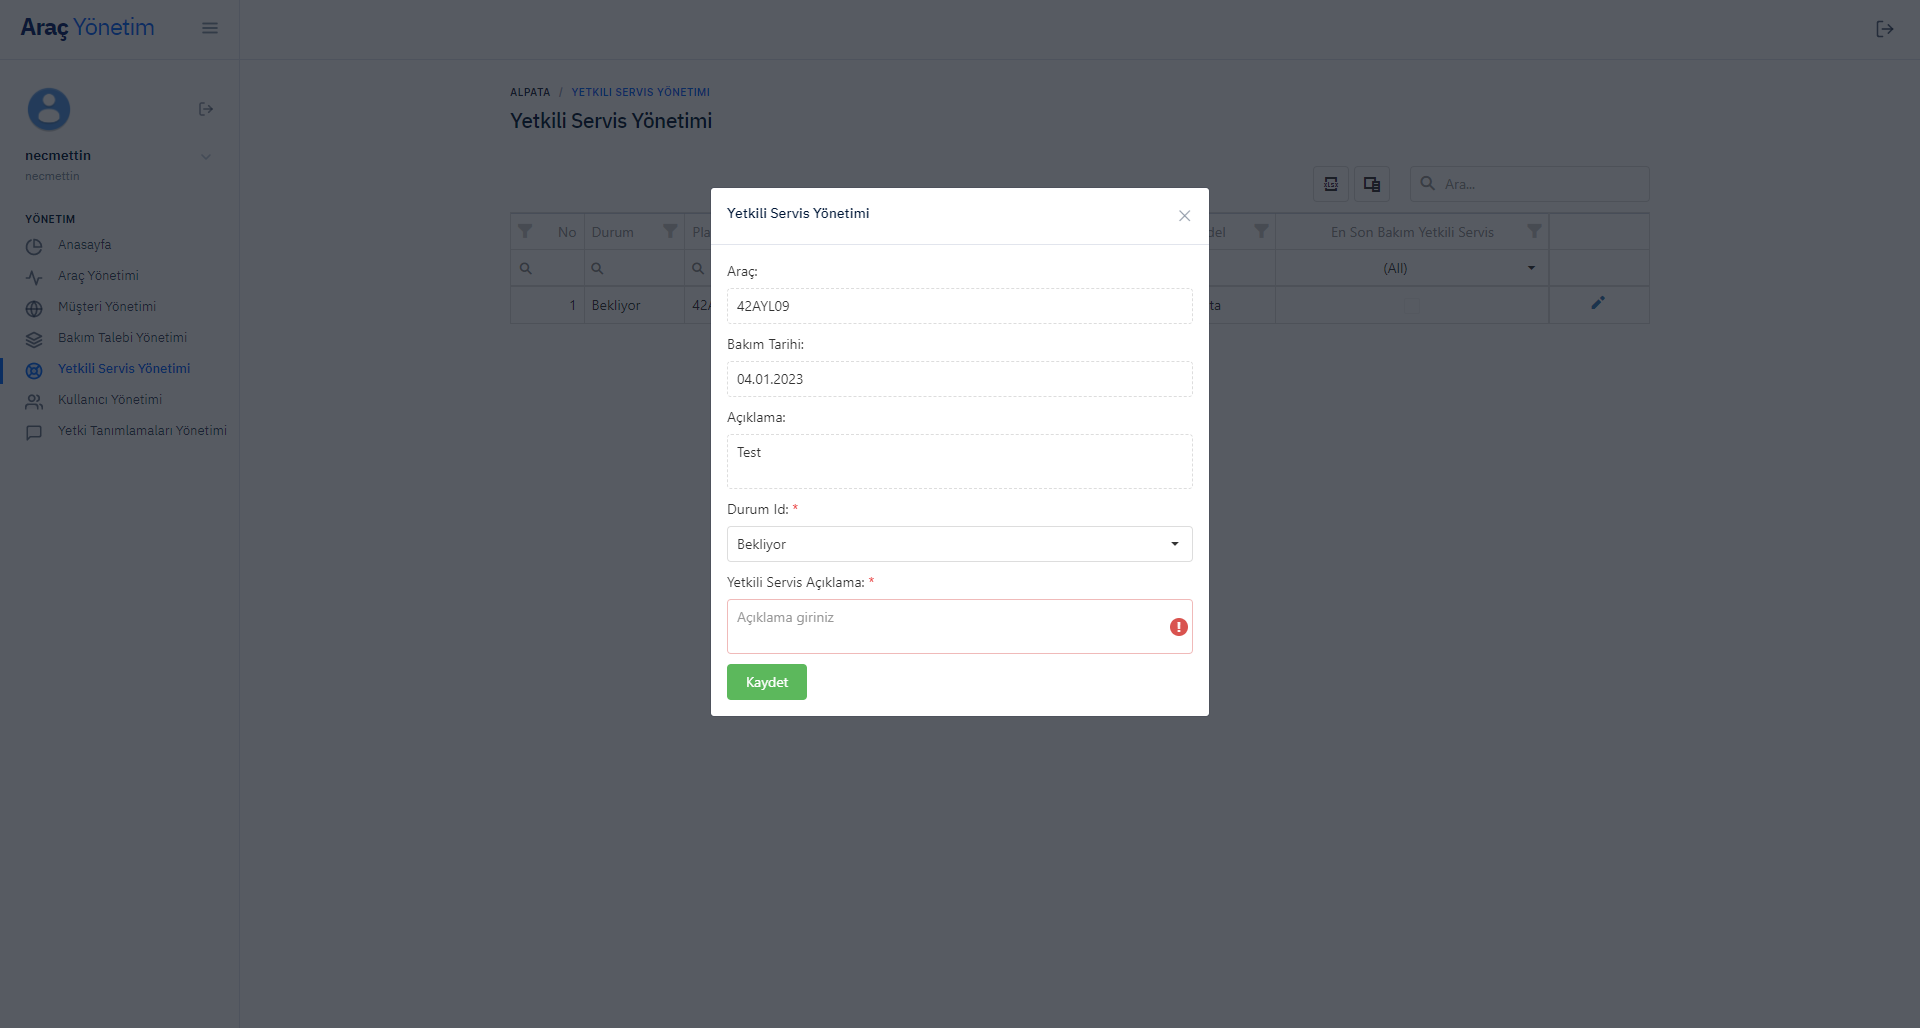 Araç Yönetim
necmettin
necmettin
YÖNETIM
Anasayfa
Araç Yönetimi
Müşteri Yönetimi
Bakım Talebi Yönetimi
Yetkili Servis Yönetimi
Kullanıcı Yönetimi
Yetki Tanımlamaları Yönetimi
ALPATA / YETKILI SERVIS YÖNETIMI
Yetkili Servis Yönetimi
Ara...
No Durum Pla del En Son Bakım Yetkili Servis
(All)
1 Bekliyor 42A ta
Yetkili Servis Yönetimi
Araç:
42AYL09
Bakım Tarihi:
04.01.2023
Açıklama:
Test
Durum Id: *
Bekliyor
Yetkili Servis Açıklama: *
Açıklama giriniz
Kaydet